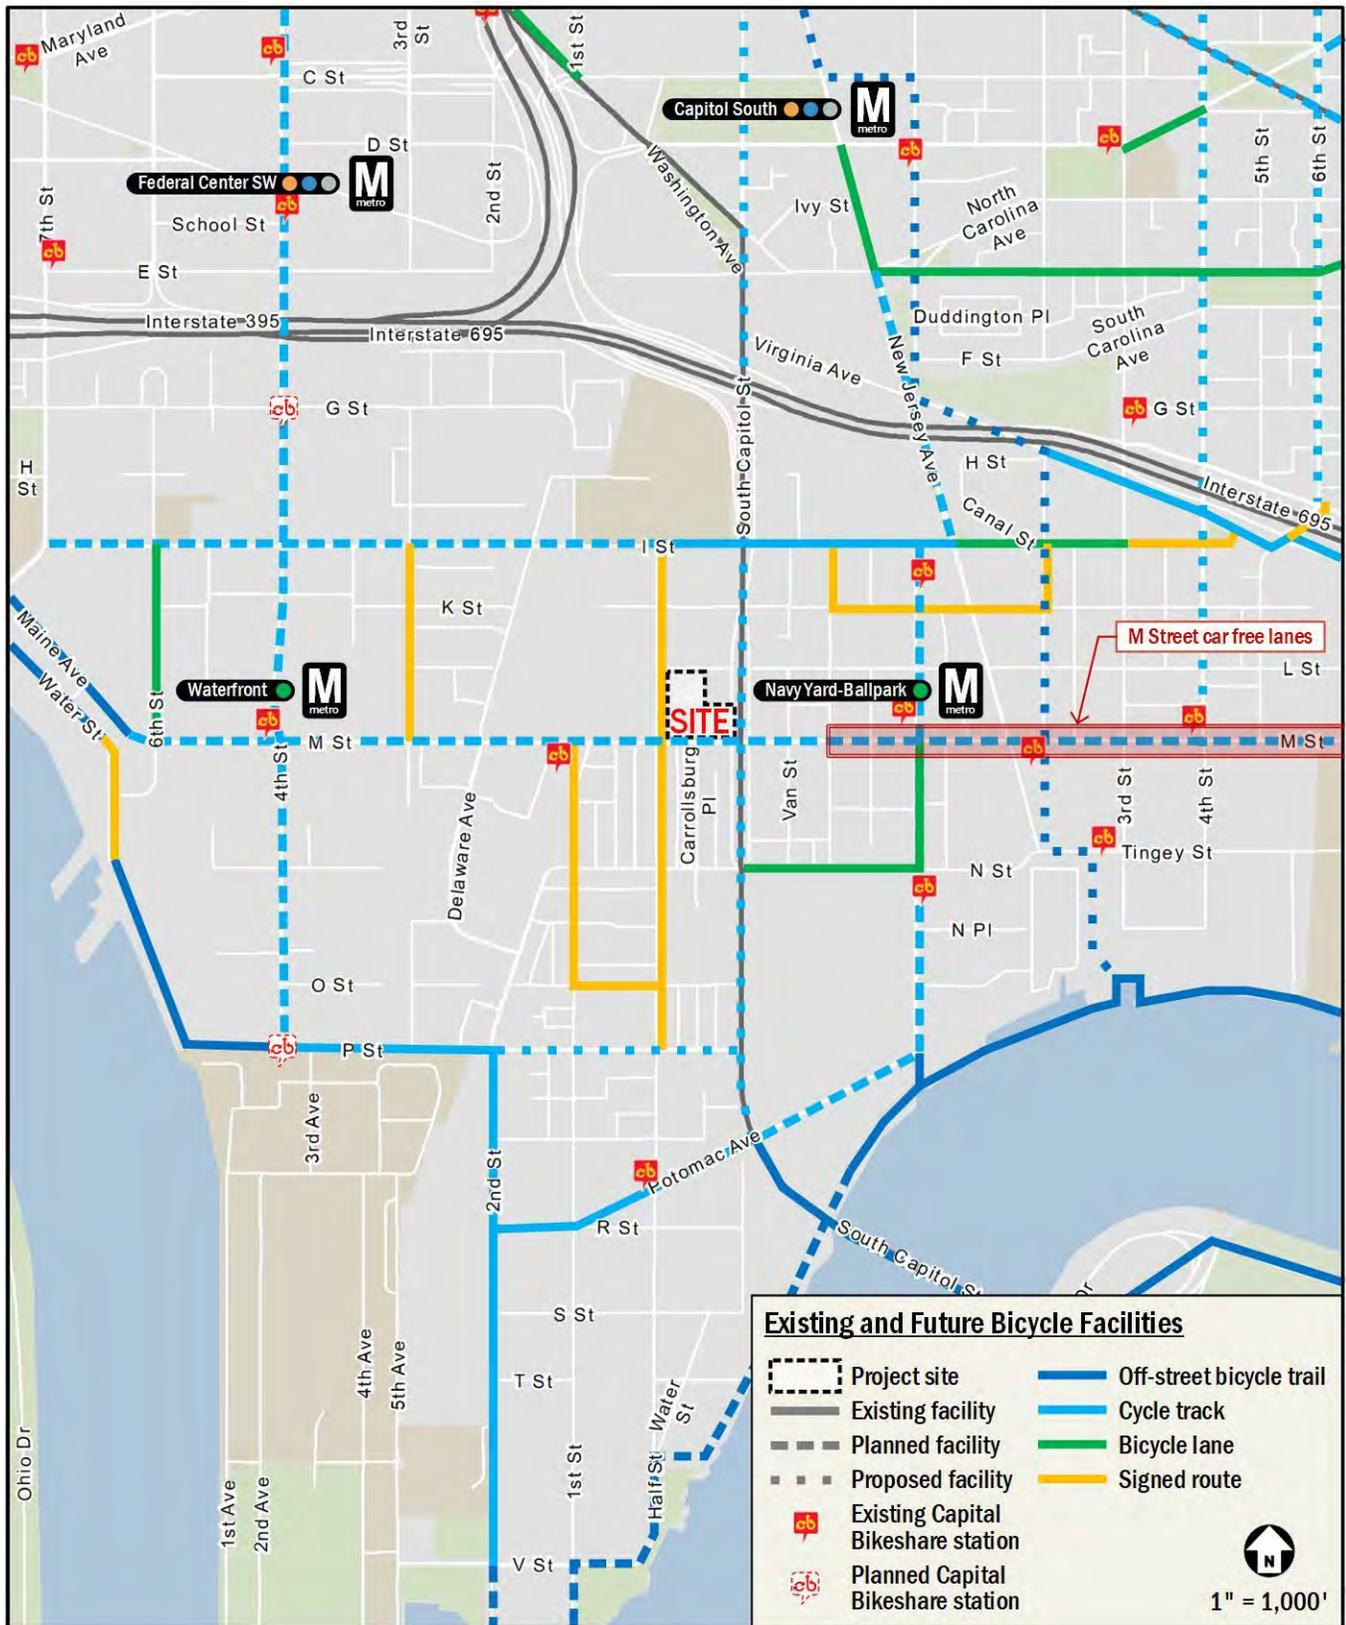 Maryland
Ave
3rd
St
1st St
C St
Capitol South
M
metro
D St
Federal Center SW
M
metro
cb
2nd St
Washington Ave
5th St
6th St
7th St
School St
Ivy St
North
Carolina
Ave
E St
Interstate 395
Interstate 695
Duddington Pl
South
Carolina
Ave
Virginia Ave
F St
New Jersey Ave
South Capitol St
G St
G St
H
St
H St
Interstate 695
Canal St
I St
K St
Maine Ave
Water St
M Street car free lanes
L St
Waterfront
M
metro
Navy Yard-Ballpark
M
metro
6th St
SITE
M St
M St
4th St
Carrollsburg
Pl
Van St
3rd St
4th St
Delaware Ave
Tingey St
N St
N Pl
O St
P St
3rd Ave
2nd St
Potomac Ave
R St
South Capitol St
Dr
S St
4th Ave
5th Ave
T St
Water
St
Half St
1st St
Ohio Dr
1st Ave
2nd Ave
V St
Existing and Future Bicycle Facilities
Project site
Off-street bicycle trail
Existing facility
Cycle track
Planned facility
Bicycle lane
Proposed facility
Signed route
cb
Existing Capital
Bikeshare station
cb
Planned Capital
Bikeshare station
N
1" = 1,000'